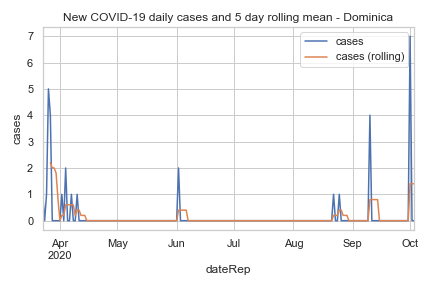 New COVID-19 daily cases and 5 day rolling mean - Dominica
cases
cases (rolling)
7
6
5
4
3
2
1
0
cases
Apr
2020
May
Jun
Jul
Aug
Sep
Oct
dateRep